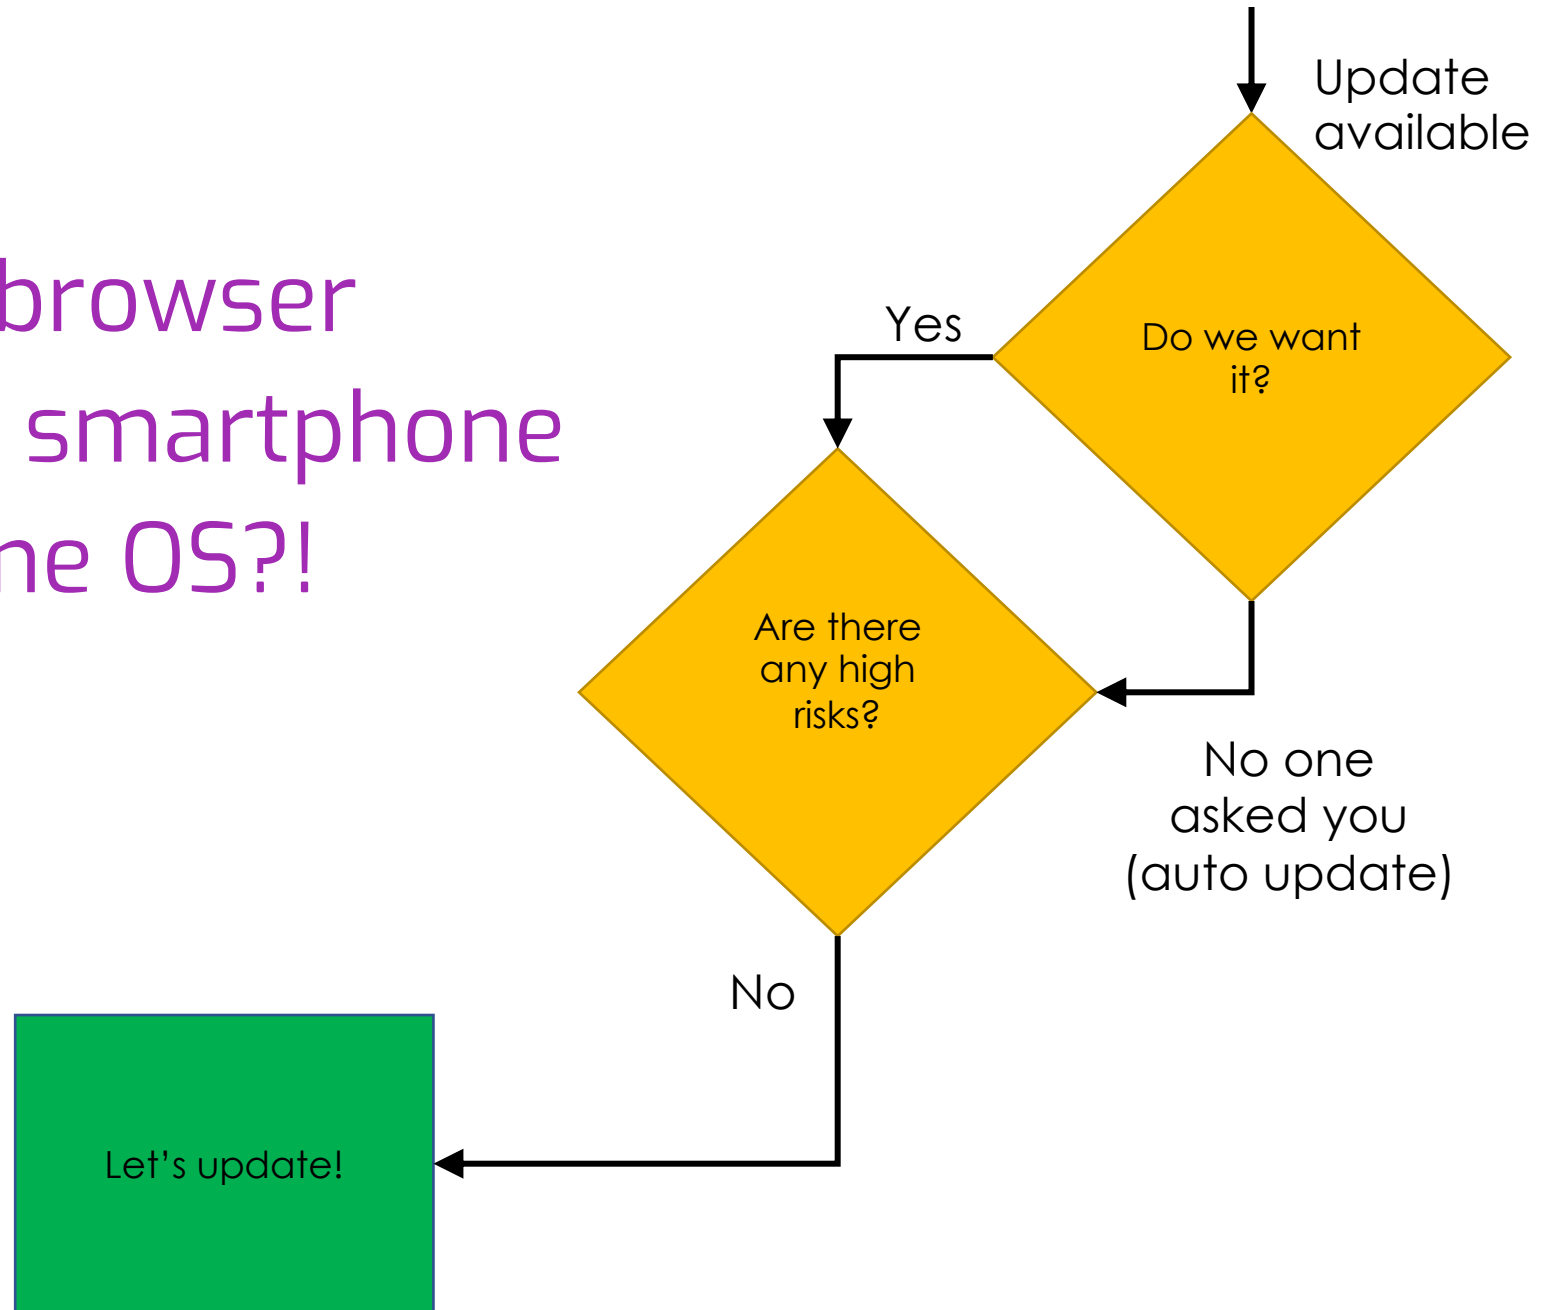 Update
available
browser
smartphone
ne OS?!
Yes
Do we want
it?
Are there
any high
risks?
No one
asked you
(auto update)
No
Let's update!